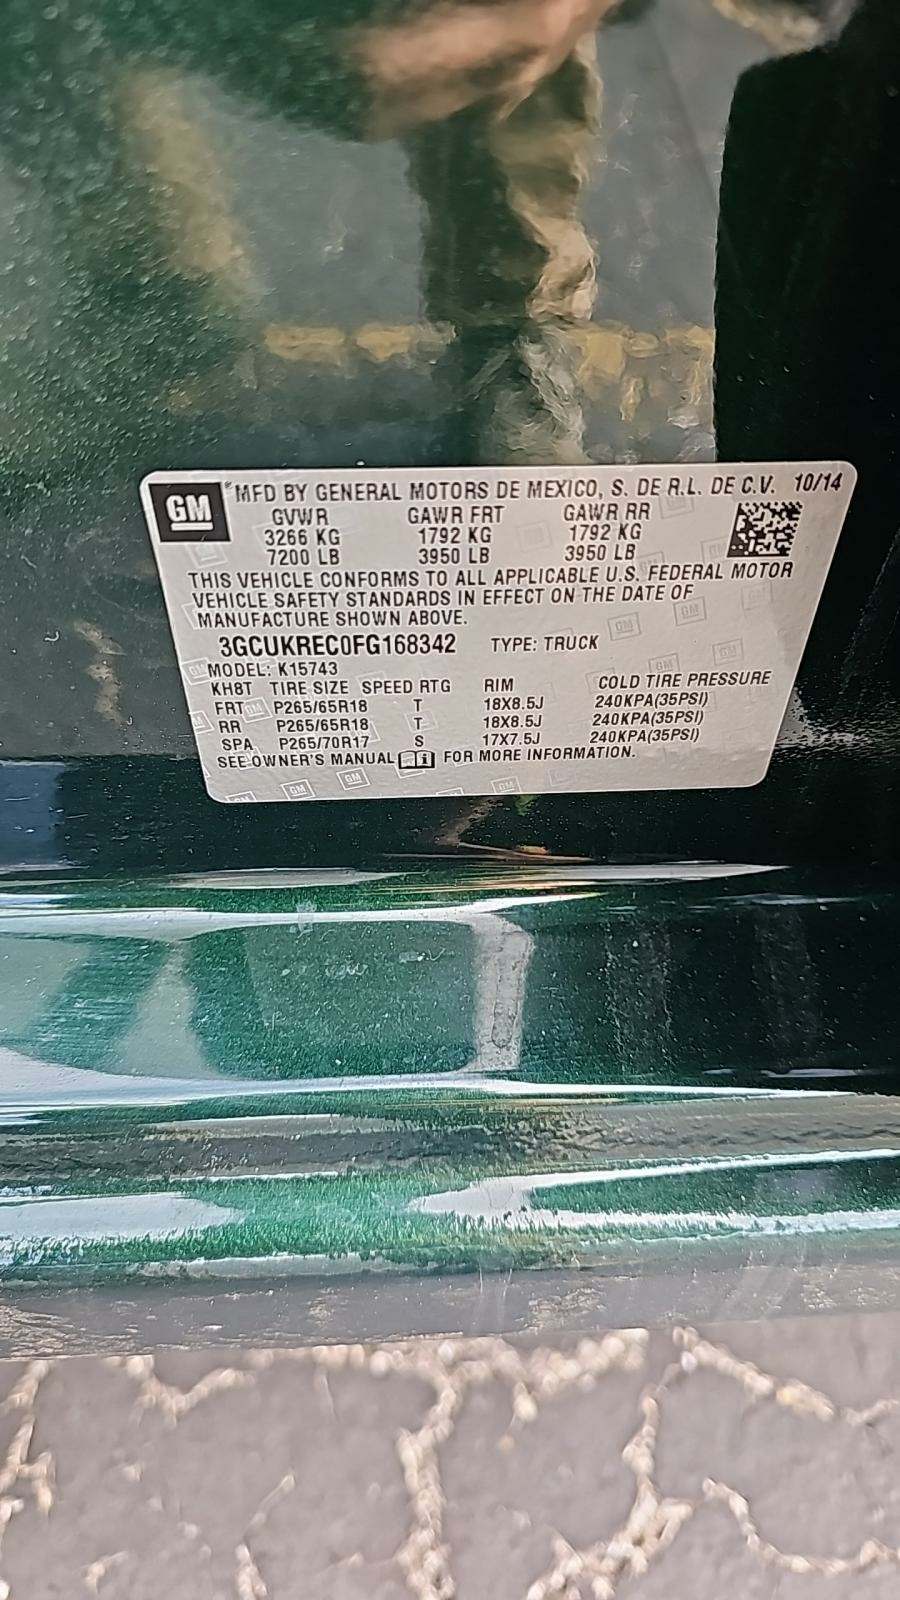 GM *MFD BY GENERAL MOTORS DE MEXICO, S. DE R.L. DE C.V. 10/14
GVWR GAWR FRT GAWR RR
3266 KG 1792 KG 1792 KG
7200 LB 3950 LB 3950 LB
THIS VEHICLE CONFORMS TO ALL APPLICABLE U.S. FEDERAL MOTOR
VEHICLE SAFETY STANDARDS IN EFFECT ON THE DATE OF
MANUFACTURE SHOWN ABOVE.
3GCUKREC0FG168342 TYPE: TRUCK
MODEL: K15743
KH8T TIRE SIZE SPEED RTG RIM COLD TIRE PRESSURE
FRT P265/65R18 T 18X8.5J 240KPA(35PSI)
RR P265/65R18 T 18X8.5J 240KPA(35PSI)
SPA P265/70R17 S 17X7.5J 240KPA(35PSI)
SEE OWNER'S MANUAL FOR MORE INFORMATION.